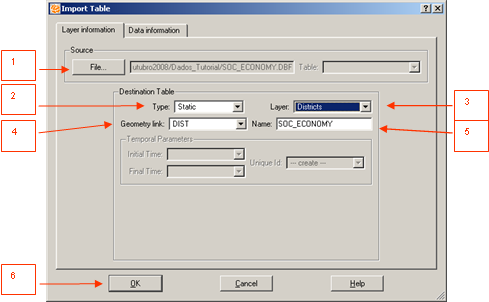 Import Table
Layer information
Data information
Source
1
File...
utubro2008/Dados_Tutorial/SOC_ECONOMY.DBF
Table:
Destination Table
2
Type:
Static
Layer:
Districts
3
4
Geometry link:
DIST
Name:
SOC_ECONOMY
5
Temporal Parameters
Initial Time:
Unique Id:
--- create ---
Final Time:
6
OK
Cancel
Help